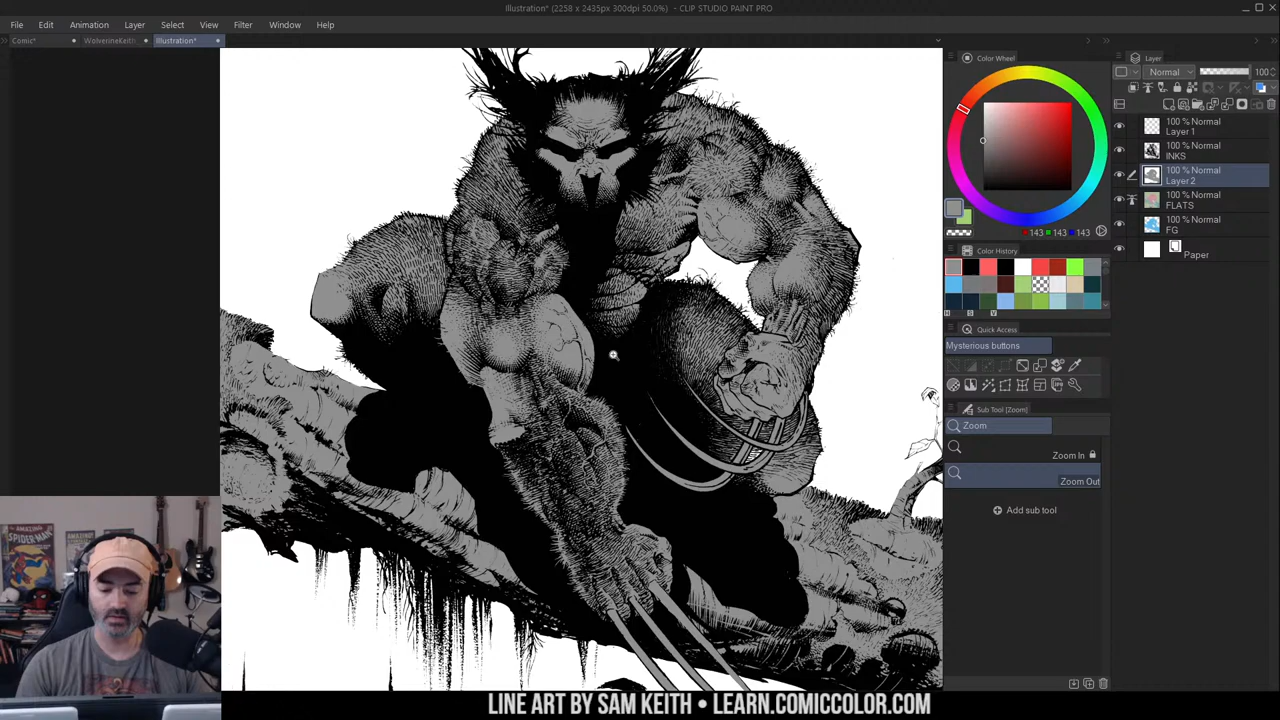 Illustration* (2258 x 2435px 300dpi 50.0%) - CLIP STUDIO PAINT PRO
File Edit Animation Layer Select View Filter Window Help
Comic* WolverineKeith Illustration*
Color Wheel
143 143 143
Color History
Quick Access
Mysterious buttons
Sub Tool [Zoom]
Zoom
Zoom In
Zoom Out
Add sub tool
Layer
Normal 100
100 % Normal
Layer 1
100 % Normal
INKS
100 % Normal
Layer 2
100 % Normal
FLATS
100 % Normal
FG
Paper
AMAZING
SPIDER-MAN
LINE ART BY SAM KEITH • LEARN.COMICCOLOR.COM